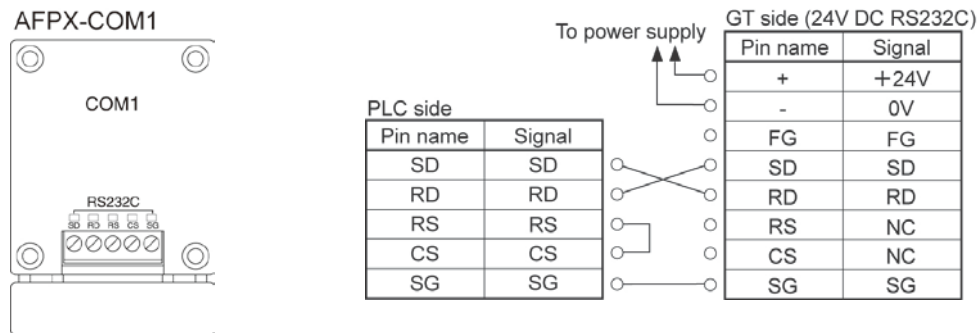 AFPX-COM1
COM1
RS232C
SD RD RS CS SG
To power supply
PLC side
Pin name Signal
SD SD
RD RD
RS RS
CS CS
SG SG
GT side (24V DC RS232C)
Pin name Signal
+ +24V
- 0V
FG FG
SD SD
RD RD
RS NC
CS NC
SG SG